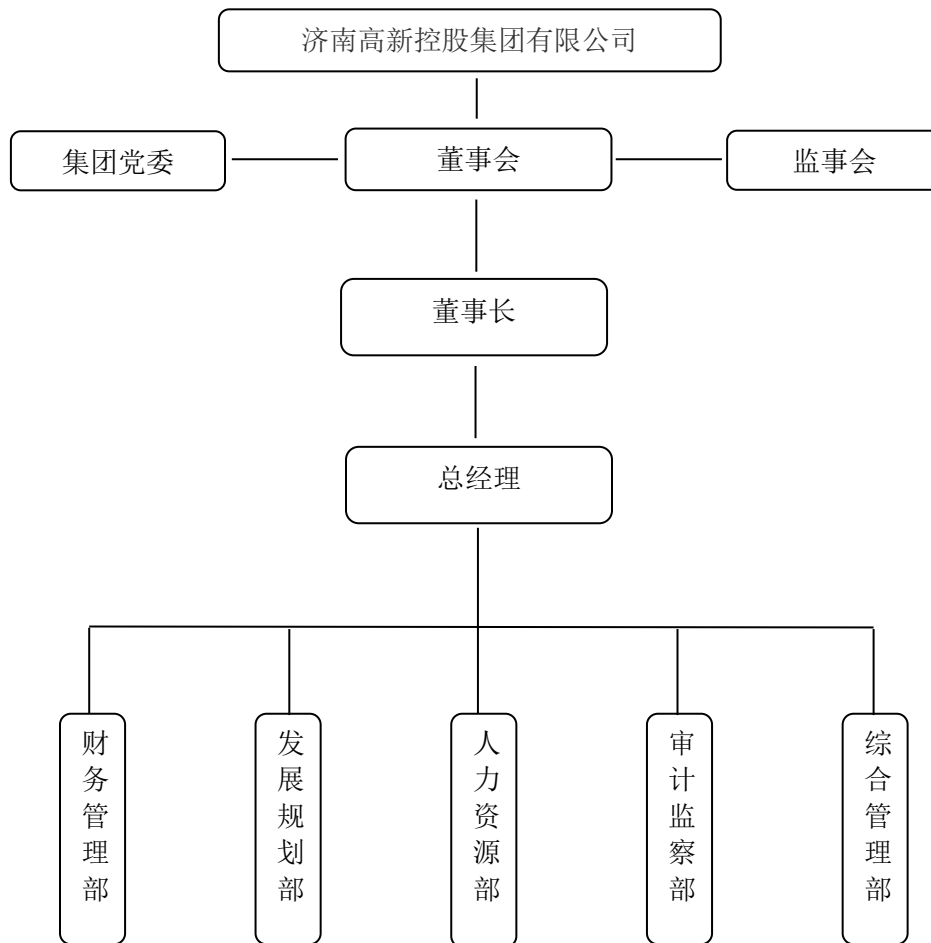 济南高新控股集团有限公司
集团党委
董事会
监事会
董事长
总经理
财务管理部
发展规划部
人力资源部
审计监察部
综合管理部